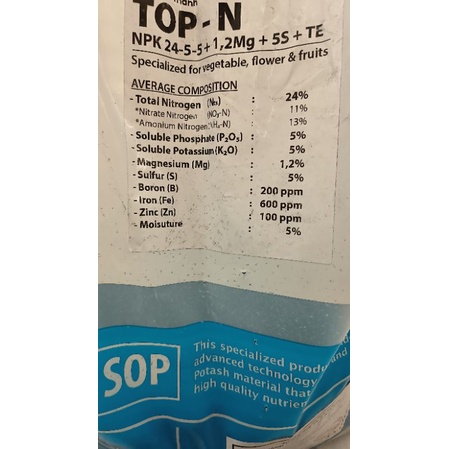 TOP - N
NPK 24-5-5+1,2Mg + 5S + TE
Specialized for vegetable, flower & fruits
AVERAGE COMPOSITION
- Total Nitrogen (Nts) : 24%
*Nitrate Nitrogen (NO3-N) : 11%
*Amonium Nitrogen (NH4-N) : 13%
- Soluble Phosphate (P2O5) : 5%
- Soluble Potassium (K2O) : 5%
- Magnesium (Mg) : 1,2%
- Sulfur (S) : 5%
- Boron (B) : 200 ppm
- Iron (Fe) : 600 ppm
- Zinc (Zn) : 100 ppm
- Moisuture : 5%
SOP
This specialized
advanced technology
Potash material that
high quality